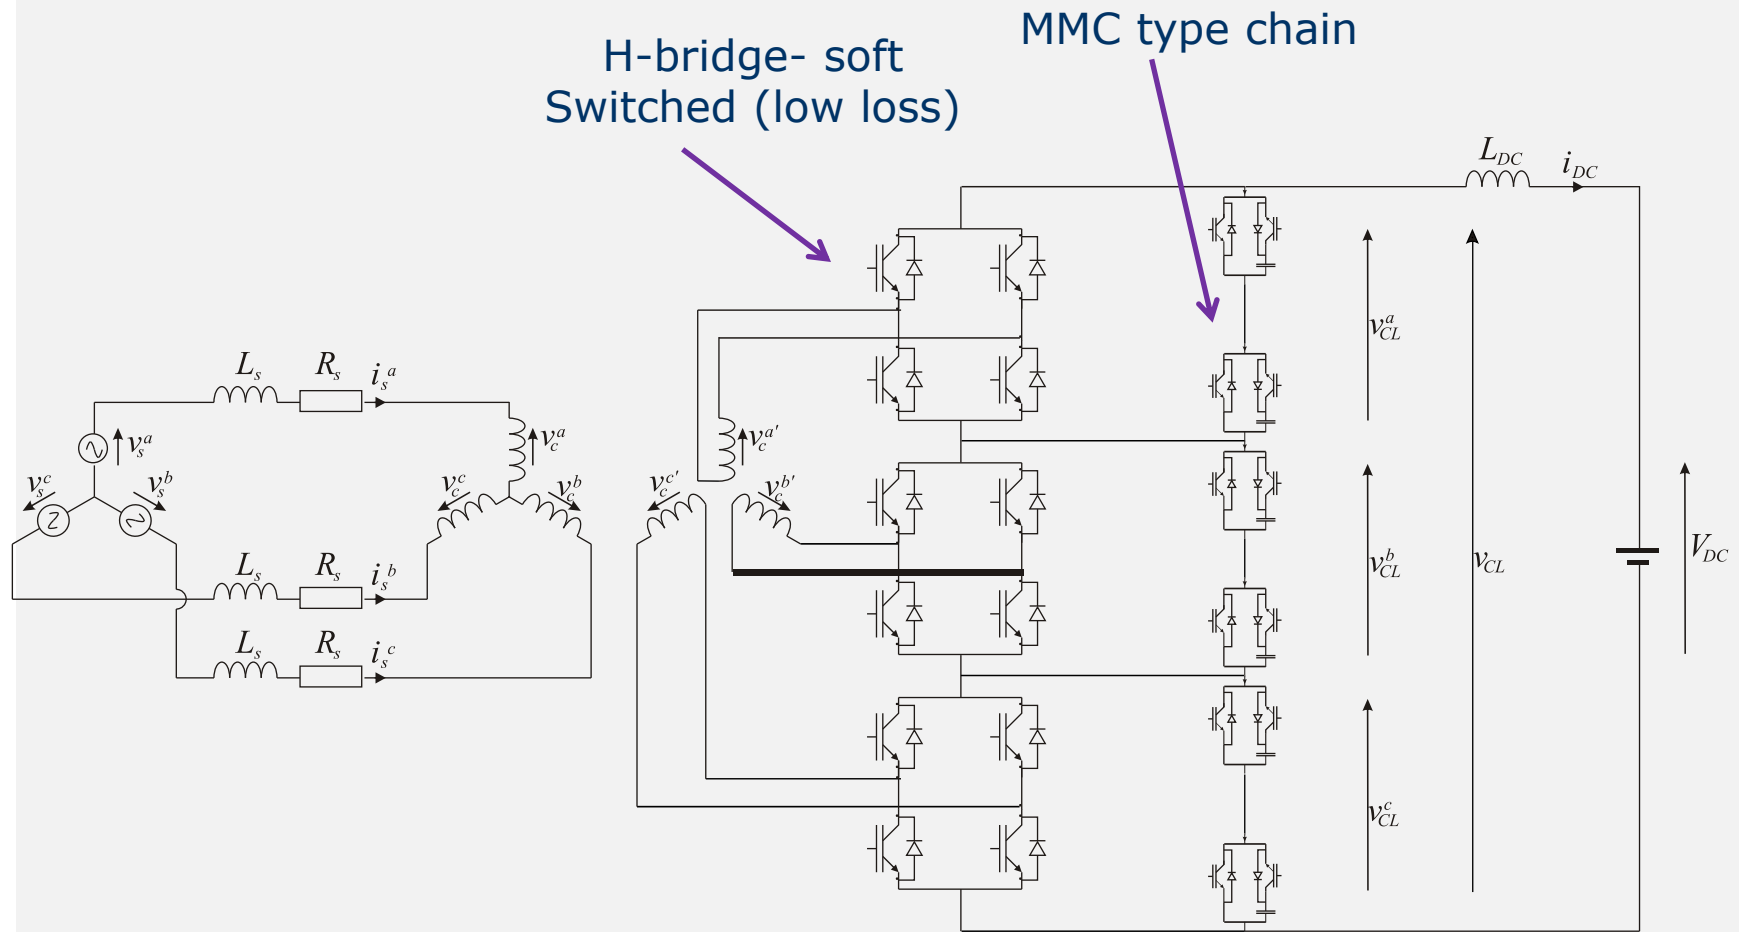 MMC type chain
H-bridge- soft
Switched (low loss)
L_DC
i_DC
v_CL^a
L_s
R_s
i_s^a
v_s^a
v_c^a
v_c^a'
v_s^c
v_s^b
v_c^c
v_c^b
v_c^c'
v_c^b'
v_CL^b
v_CL
V_DC
L_s
R_s
i_s^b
L_s
R_s
i_s^c
v_CL^c